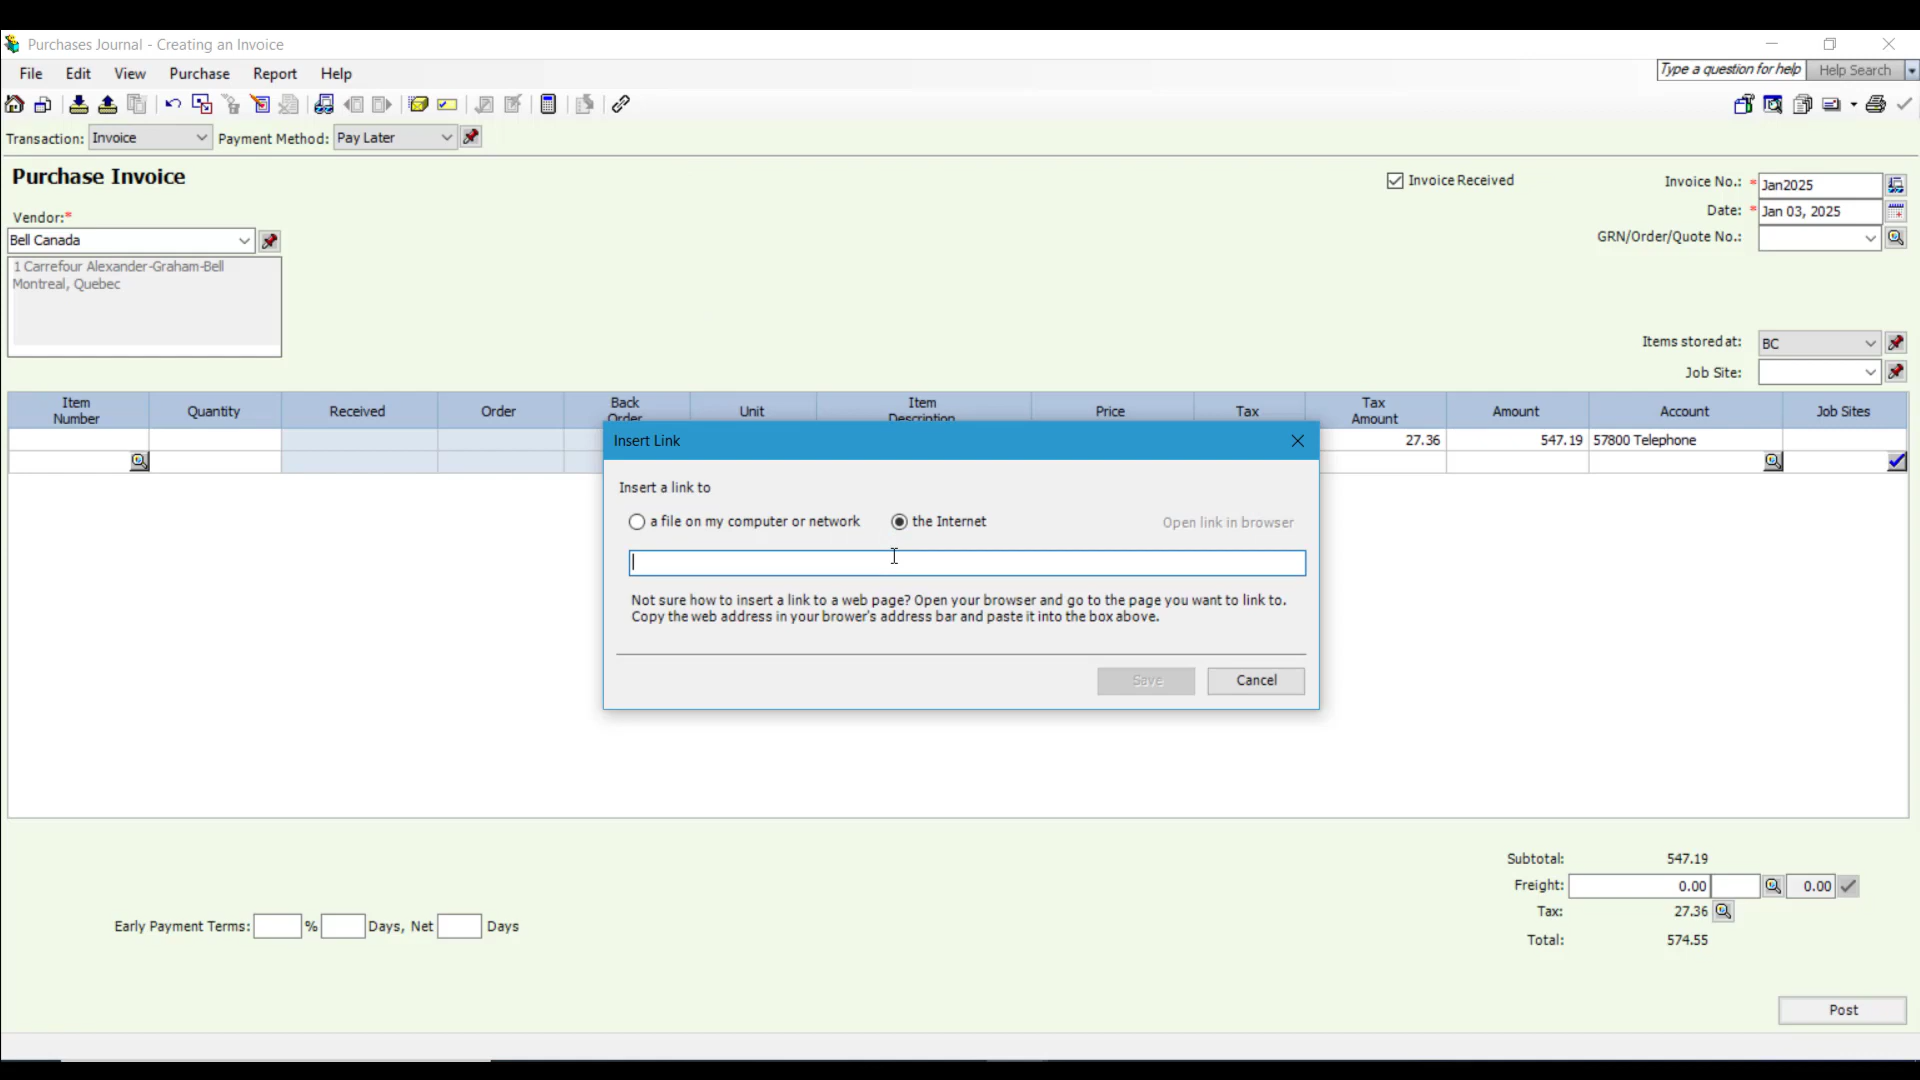 Purchases Journal - Creating an Invoice
File Edit View Purchase Report Help
Type a question for help Help Search
Transaction: Invoice Payment Method: Pay Later
Purchase Invoice
Invoice Received
Invoice No.: * Jan2025
Vendor:*
Date: * Jan 03, 2025
Bell Canada
GRN/Order/Quote No.:
1 Carrefour Alexander-Graham-Bell
Montreal, Quebec
Items stored at: BC
Job Site:
Item Number Quantity Received Order Back Order Unit Item Description Price Tax Tax Amount Amount Account Job Sites
27.36 547.19 57800 Telephone
Insert Link
Insert a link to
a file on my computer or network the Internet Open link in browser
Not sure how to insert a link to a web page? Open your browser and go to the page you want to link to.
Copy the web address in your brower's address bar and paste it into the box above.
Save Cancel
Subtotal: 547.19
Freight: 0.00 0.00
Tax: 27.36
Early Payment Terms: % Days, Net Days
Total: 574.55
Post